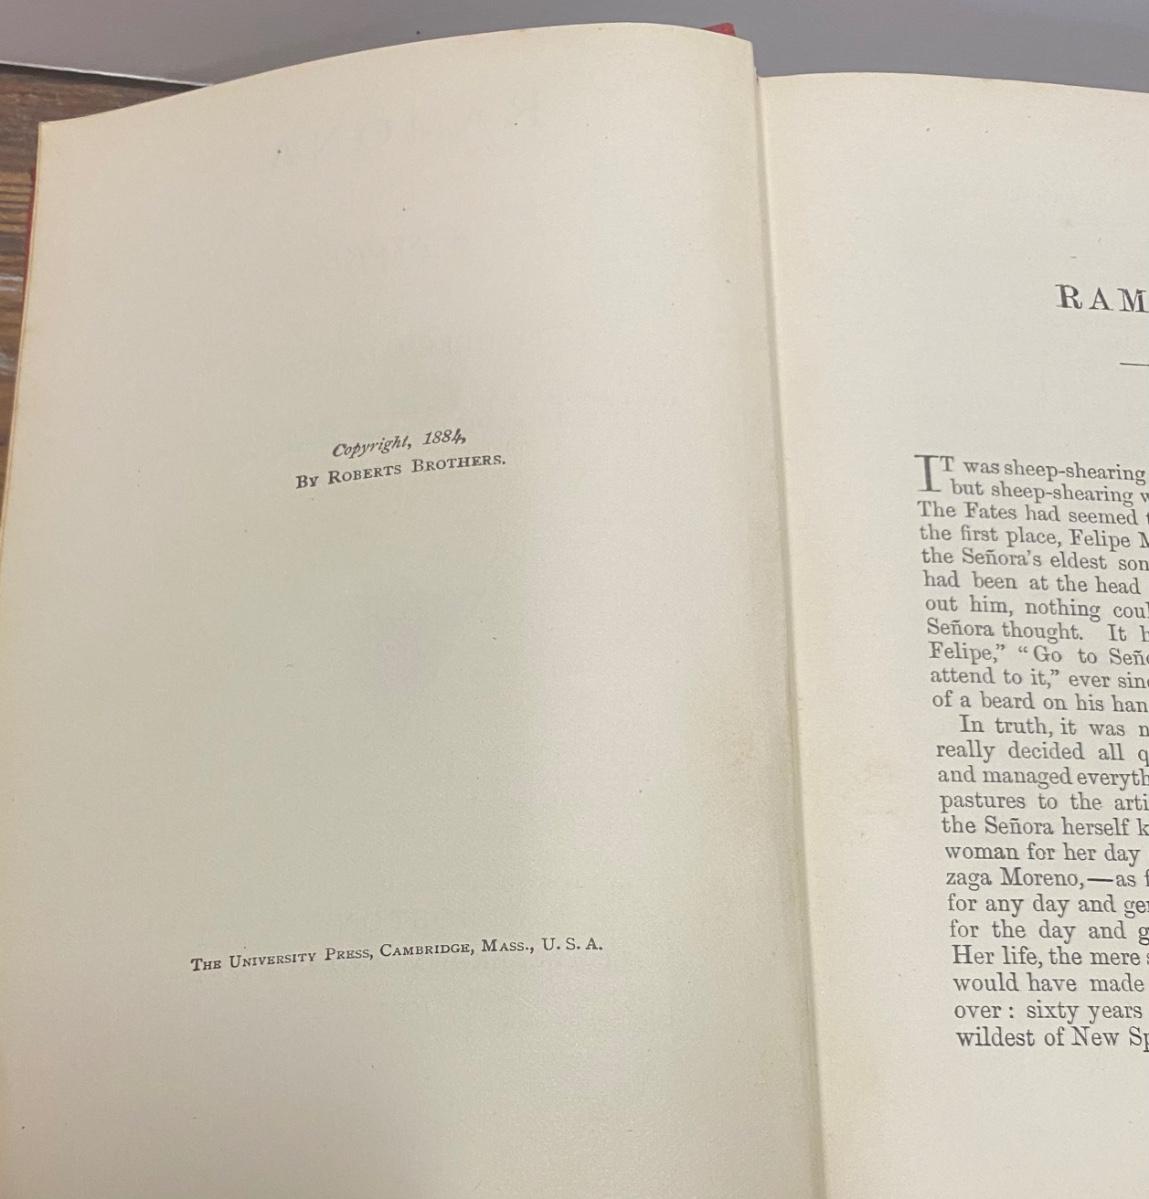 Copyright, 1884,
By Roberts Brothers.
The University Press, Cambridge, Mass., U. S. A.
RAM
IT was sheep-shearing
but sheep-shearing w
The Fates had seemed t
the first place, Felipe M
the Señora's eldest son
had been at the head
out him, nothing coul
Señora thought. It h
Felipe," "Go to Seño
attend to it," ever sinc
of a beard on his han
In truth, it was n
really decided all q
and managed everyth
pastures to the arti
the Señora herself k
woman for her day
zaga Moreno,—as f
for any day and gen
for the day and g
Her life, the mere s
would have made
over: sixty years
wildest of New Sp